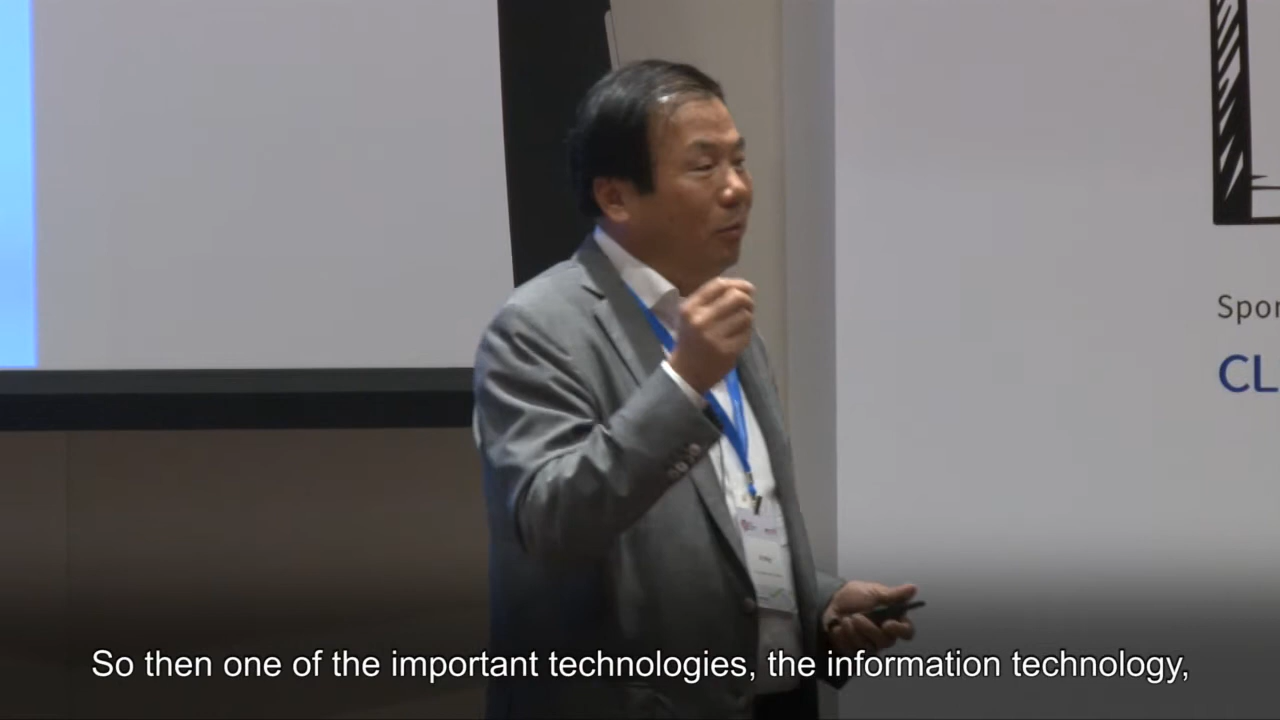 Spor
CL
So then one of the important technologies, the information technology,